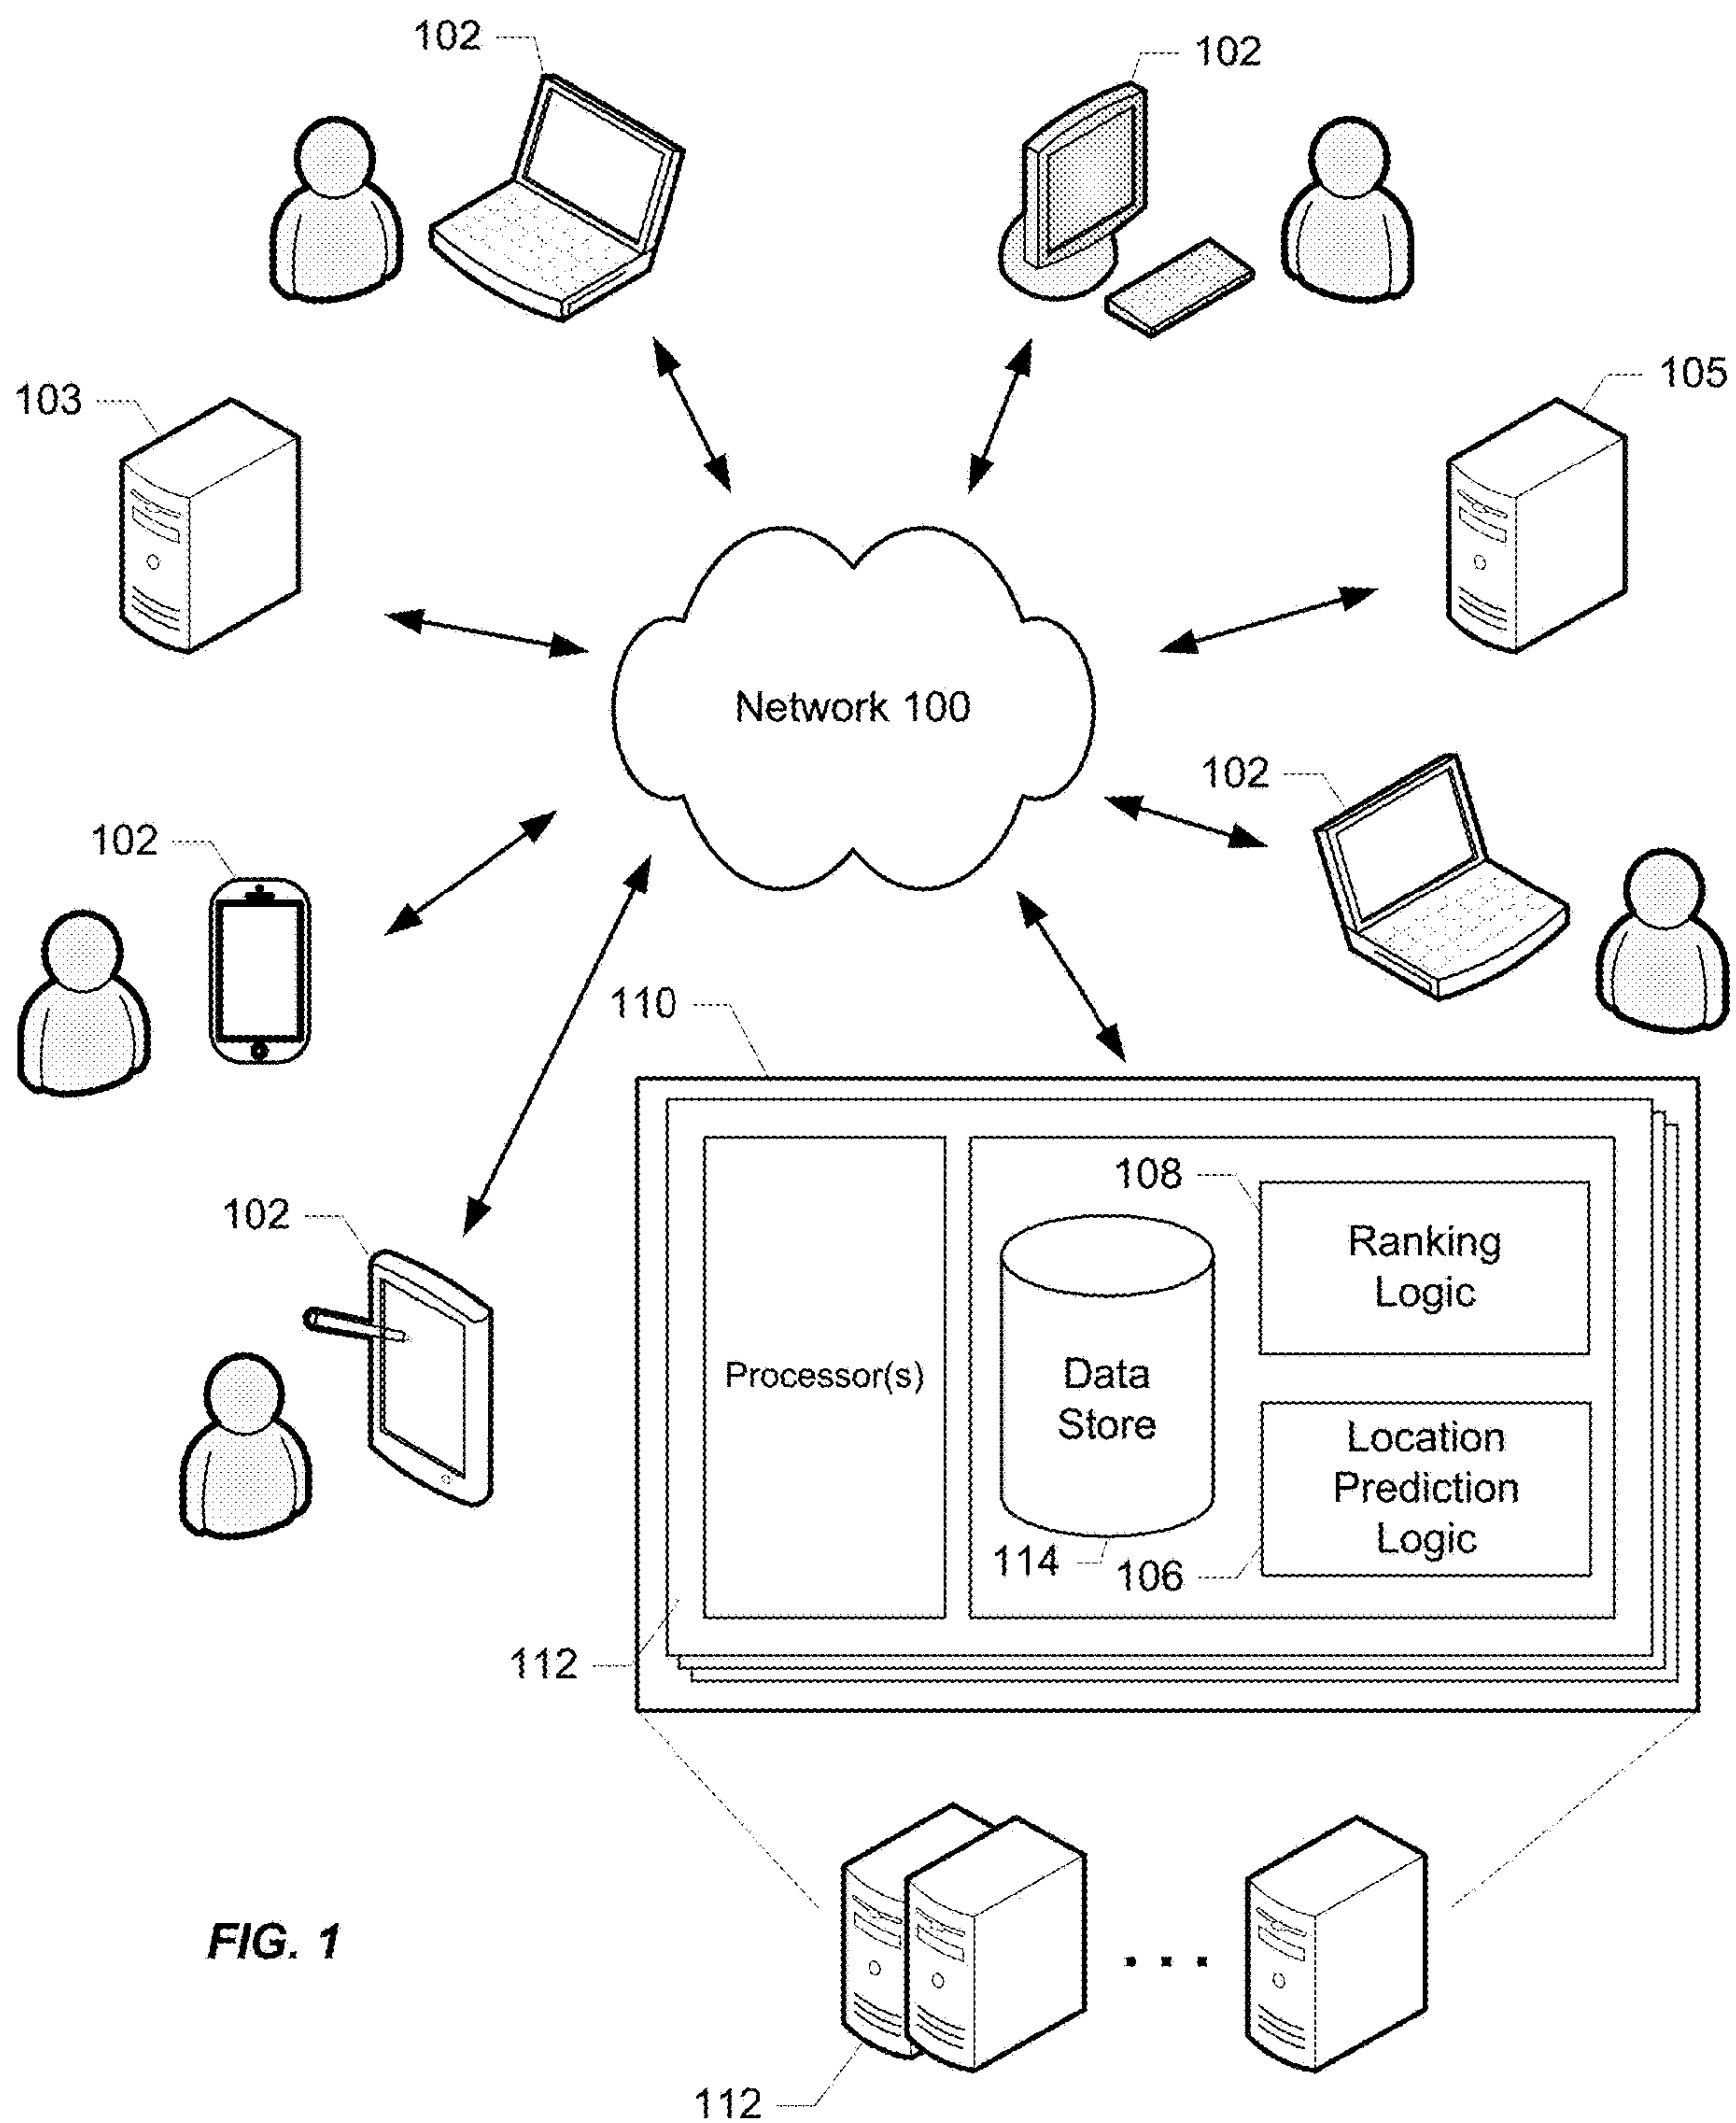 102
102
103
105
Network 100
102
102
110
108
102
Ranking
Logic
Processor(s)
Data
Store
Location
Prediction
Logic
114
106
112
FIG. 1
112